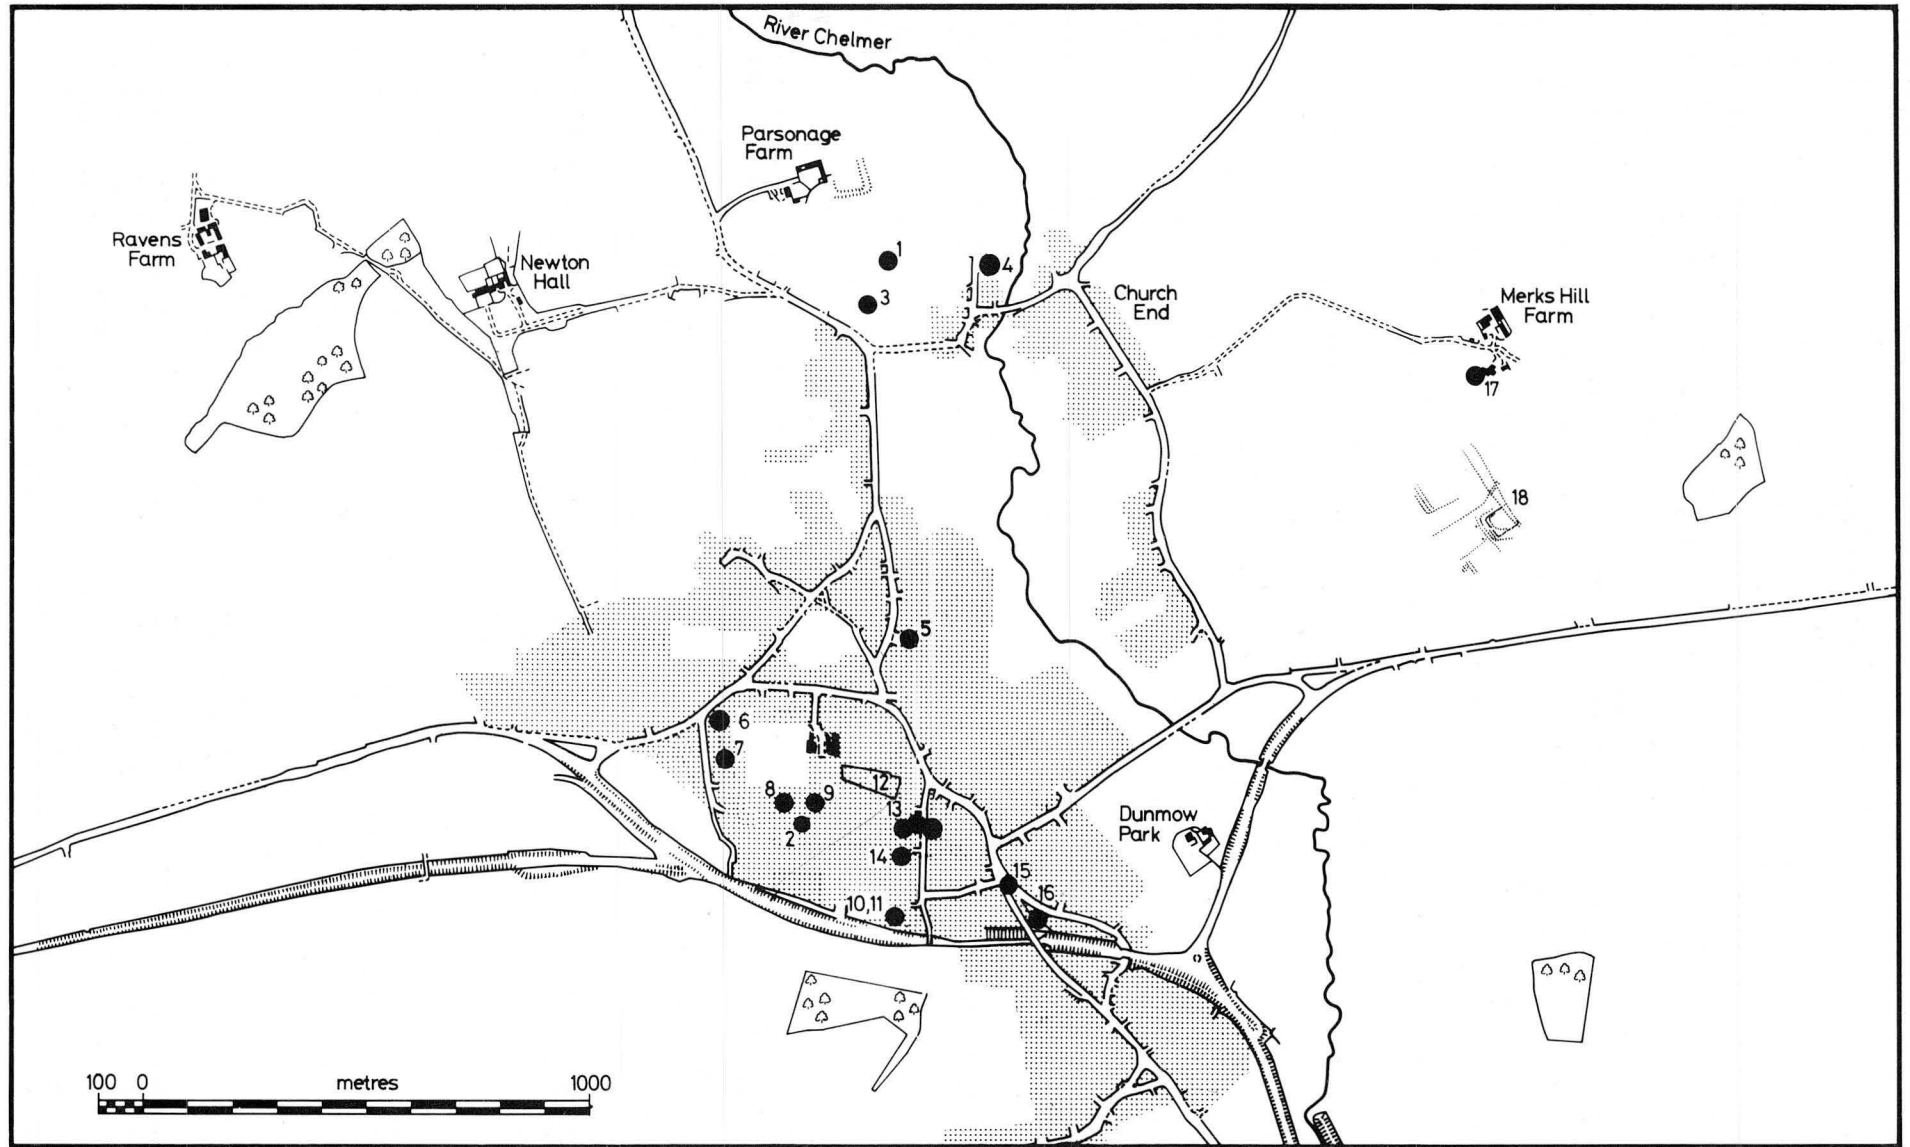 River Chelmer
Parsonage
Farm
Ravens
Farm
Newton
Hall
1
4
3
Church
End
Merks Hill
Farm
17
18
5
6
7
8
9
2
12
13
14
10,11
15
16
Dunmow
Park
100 0 metres 1000